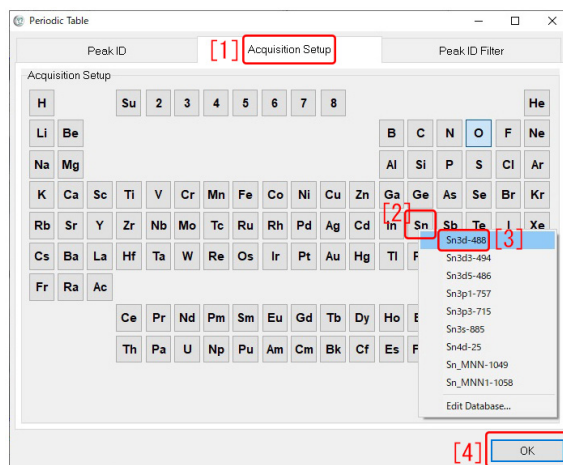 Periodic Table
Peak ID [1] Acquisition Setup Peak ID Filter
Acquisition Setup
H Su 2 3 4 5 6 7 8 He
Li Be B C N O F Ne
Na Mg Al Si P S Cl Ar
K Ca Sc Ti V Cr Mn Fe Co Ni Cu Zn Ga Ge As Se Br Kr
[2]
Rb Sr Y Zr Nb Mo Tc Ru Rh Pd Ag Cd In Sn Sb Te I Xe
Cs Ba La Hf Ta W Re Os Ir Pt Au Hg Tl
Sn3d-488 [3]
Sn3d3-494
Fr Ra Ac
Sn3d5-486
Sn3p1-757
Ce Pr Nd Pm Sm Eu Gd Tb Dy Ho
Sn3p3-715
Sn3s-885
Th Pa U Np Pu Am Cm Bk Cf Es
Sn4d-25
Sn_MNN-1049
Sn_MNN1-1058
Edit Database...
[4] OK